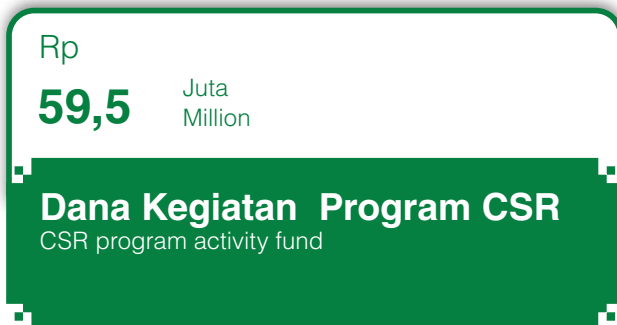 Rp
59,5
Juta
Million
Dana Kegiatan Program CSR
CSR program activity fund